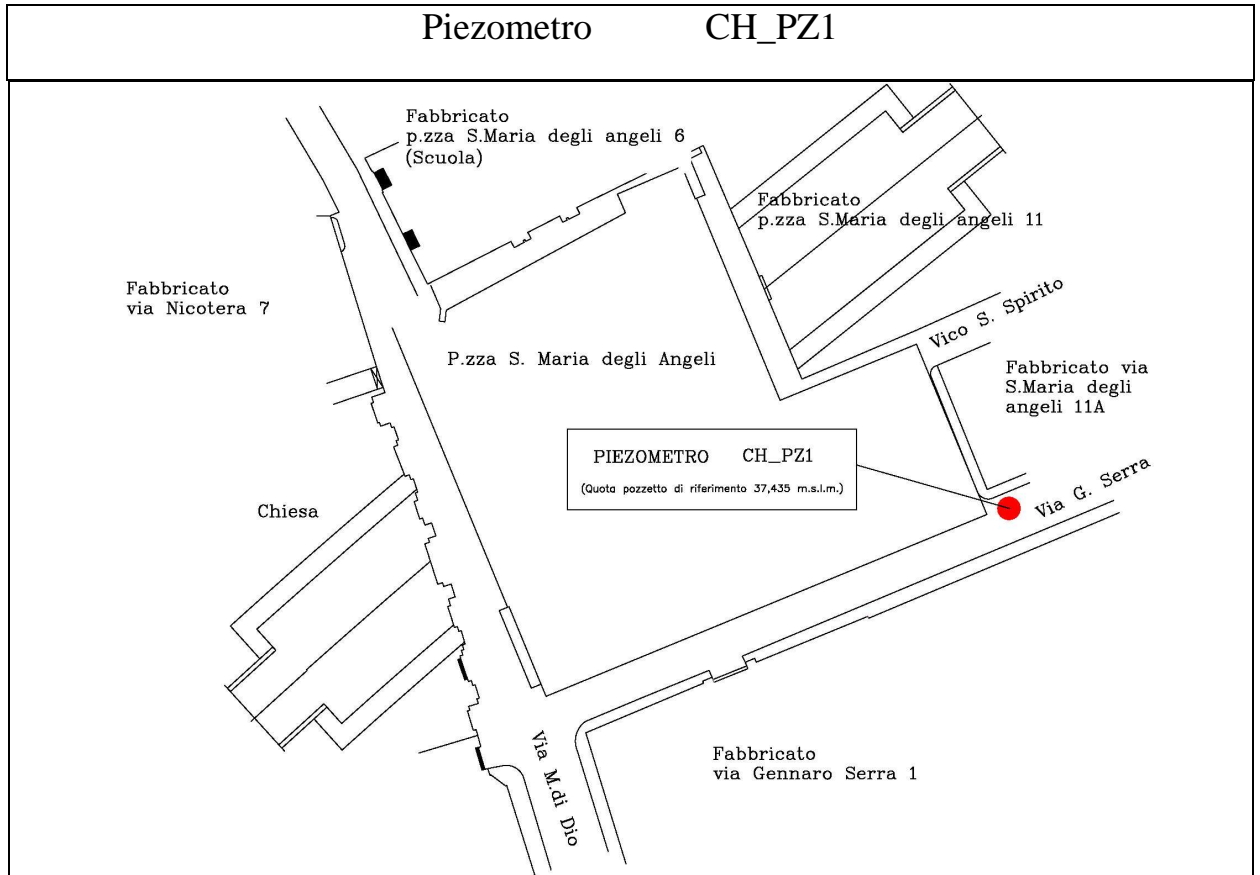 Piezometro CH_PZ1
Fabbricato
p.zza S.Maria degli angeli 6
(Scuola)
Fabbricato
p.zza S.Maria degli angeli 11
Fabbricato
via Nicotera 7
Vico S. Spirito
P.zza S. Maria degli Angeli
Fabbricato via
S.Maria degli
angeli 11A
PIEZOMETRO CH_PZ1
(Quota pozzetto di riferimento 37,435 m.s.l.m.)
Via G. Serra
Chiesa
Via M.di Dio
Fabbricato
via Gennaro Serra 1